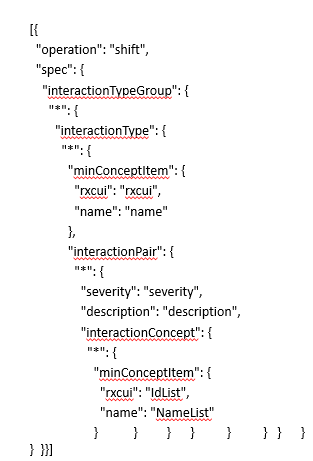 [{
"operation": "shift",
"spec": {
"interactionTypeGroup": {
"*": {
"interactionType": {
"*": {
"minConceptItem": {
"rxcui": "rxcui",
"name": "name"
},
"interactionPair": {
"*": {
"severity": "severity",
"description": "description",
"interactionConcept": {
"*": {
"minConceptItem": {
"rxcui": "IdList",
"name": "NameList"
} } } } } } } }
} }}]